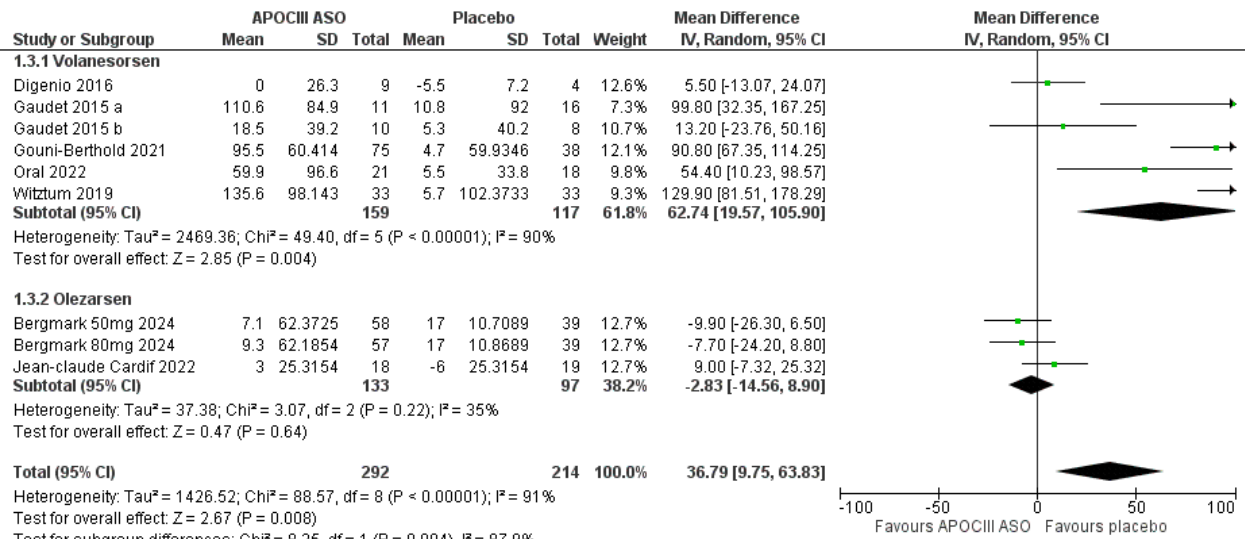 APOCIII ASO Placebo Mean Difference Mean Difference
Study or Subgroup Mean SD Total Mean SD Total Weight IV, Random, 95% CI IV, Random, 95% CI
1.3.1 Volanesorsen
Digenio 2016 0 26.3 9 -5.5 7.2 4 12.6% 5.50 [-13.07, 24.07]
Gaudet 2015 a 110.6 84.9 11 10.8 92 16 7.3% 99.80 [32.35, 167.25]
Gaudet 2015 b 18.5 39.2 10 5.3 40.2 8 10.7% 13.20 [-23.76, 50.16]
Gouni-Berthold 2021 95.5 60.414 75 4.7 59.9346 38 12.1% 90.80 [67.35, 114.25]
Oral 2022 59.9 96.6 21 5.5 33.8 18 9.8% 54.40 [10.23, 98.57]
Witztum 2019 135.6 98.143 33 5.7 102.3733 33 9.3% 129.90 [81.51, 178.29]
Subtotal (95% CI) 159 117 61.8% 62.74 [19.57, 105.90]
Heterogeneity: Tau² = 2469.36; Chi² = 49.40, df = 5 (P < 0.00001); I² = 90%
Test for overall effect: Z = 2.85 (P = 0.004)
1.3.2 Olezarsen
Bergmark 50mg 2024 7.1 62.3725 58 17 10.7089 39 12.7% -9.90 [-26.30, 6.50]
Bergmark 80mg 2024 9.3 62.1854 57 17 10.8689 39 12.7% -7.70 [-24.20, 8.80]
Jean-claude Cardif 2022 3 25.3154 18 -6 25.3154 19 12.7% 9.00 [-7.32, 25.32]
Subtotal (95% CI) 133 97 38.2% -2.83 [-14.56, 8.90]
Heterogeneity: Tau² = 37.38; Chi² = 3.07, df = 2 (P = 0.22); I² = 35%
Test for overall effect: Z = 0.47 (P = 0.64)
Total (95% CI) 292 214 100.0% 36.79 [9.75, 63.83]
Heterogeneity: Tau² = 1426.52; Chi² = 88.57, df = 8 (P < 0.00001); I² = 91%
Test for overall effect: Z = 2.67 (P = 0.008)
-100 -50 0 50 100
Favours APOCIII ASO Favours placebo
Test for subgroup differences: Chi² =